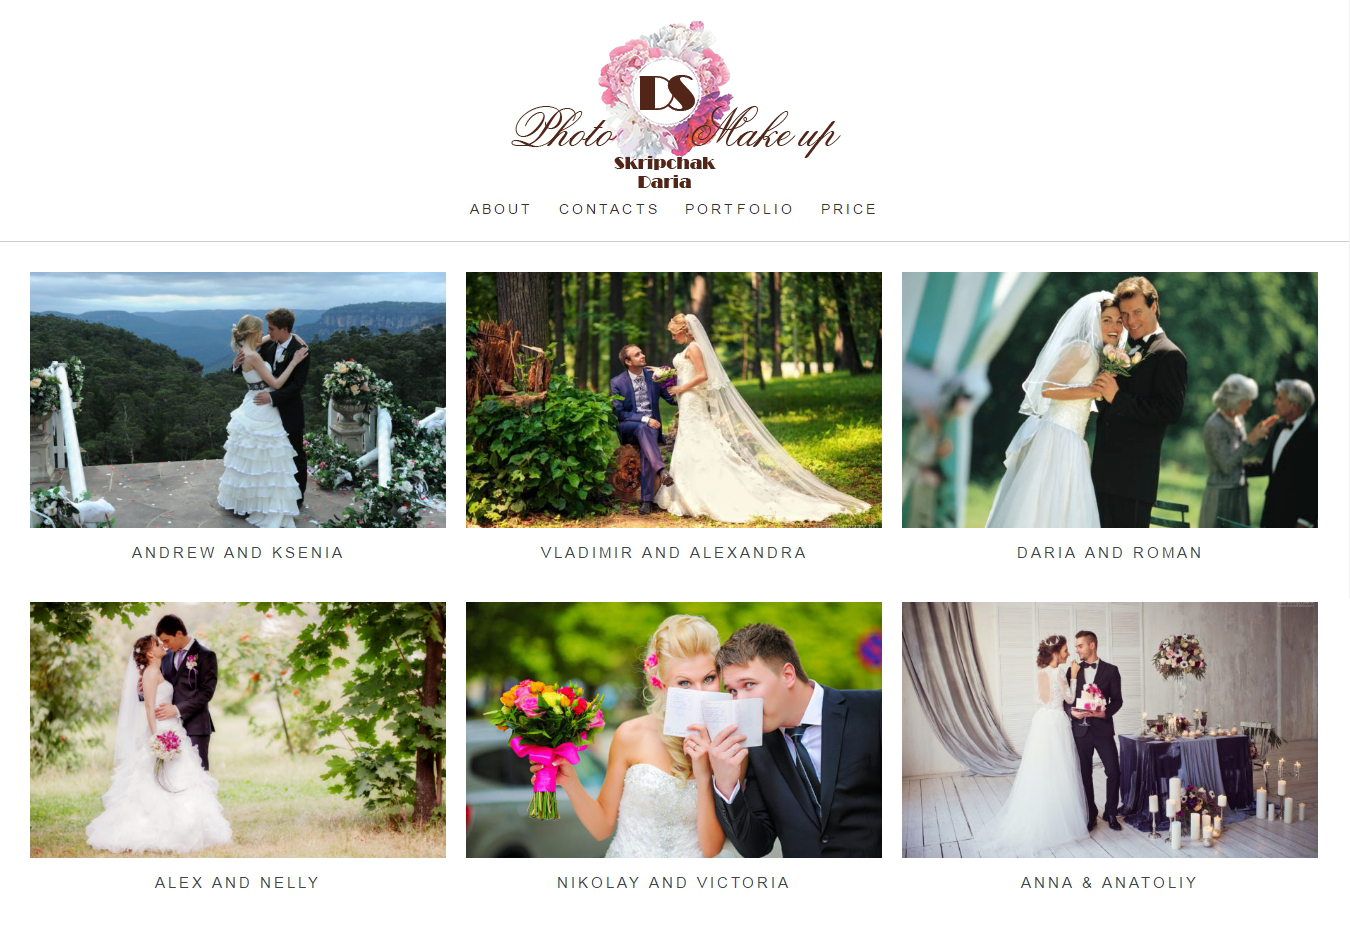 DS
Photo Make up
Skripchak
Daria
ABOUT CONTACTS PORTFOLIO PRICE
ANDREW AND KSENIA VLADIMIR AND ALEXANDRA DARIA AND ROMAN
ALEX AND NELLY NIKOLAY AND VICTORIA ANNA & ANATOLIY